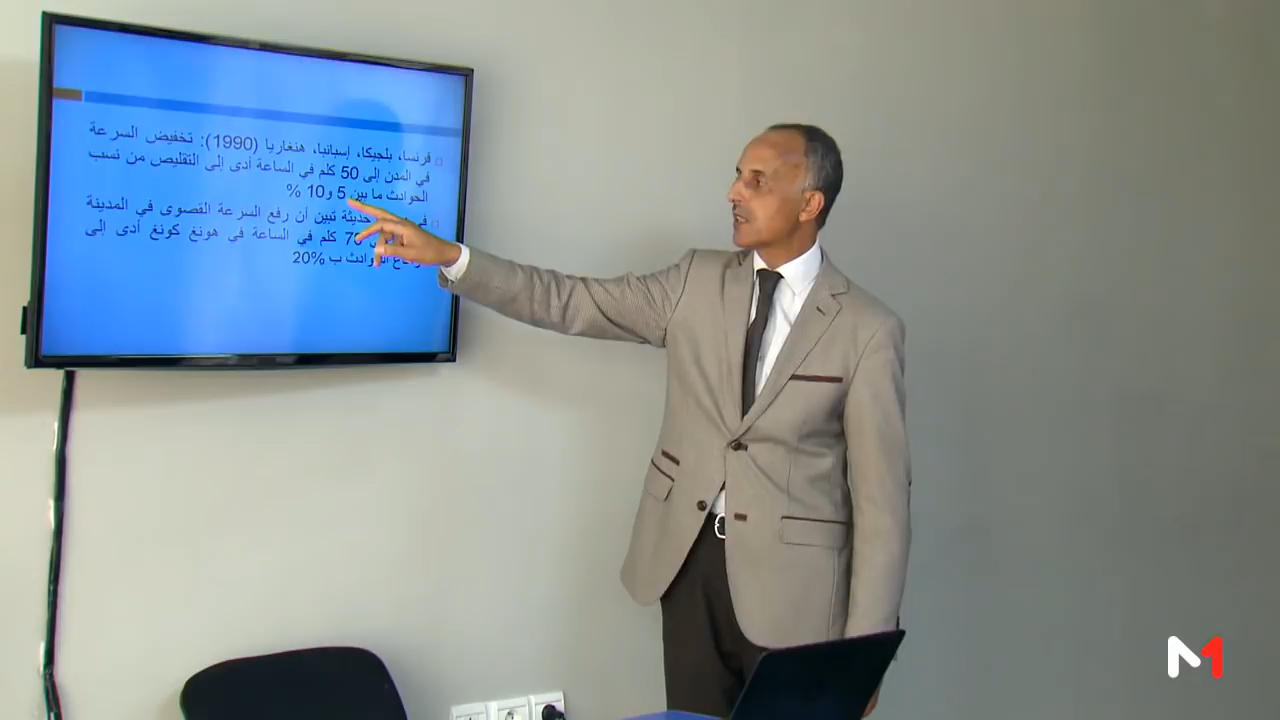 فرنسا، بلجيكا، إسبانيا، هنغاريا (1990): تخفيض السرعة
في المدن إلى 50 كلم في الساعة أدى إلى التقليص من نسب
الحوادث ما بين 5 و10 %
حديثة تبين أن رفع السرعة القصوى في المدينة
كلم في الساعة في هونغ كونغ أدى إلى
الحوادث ب 20%
M1